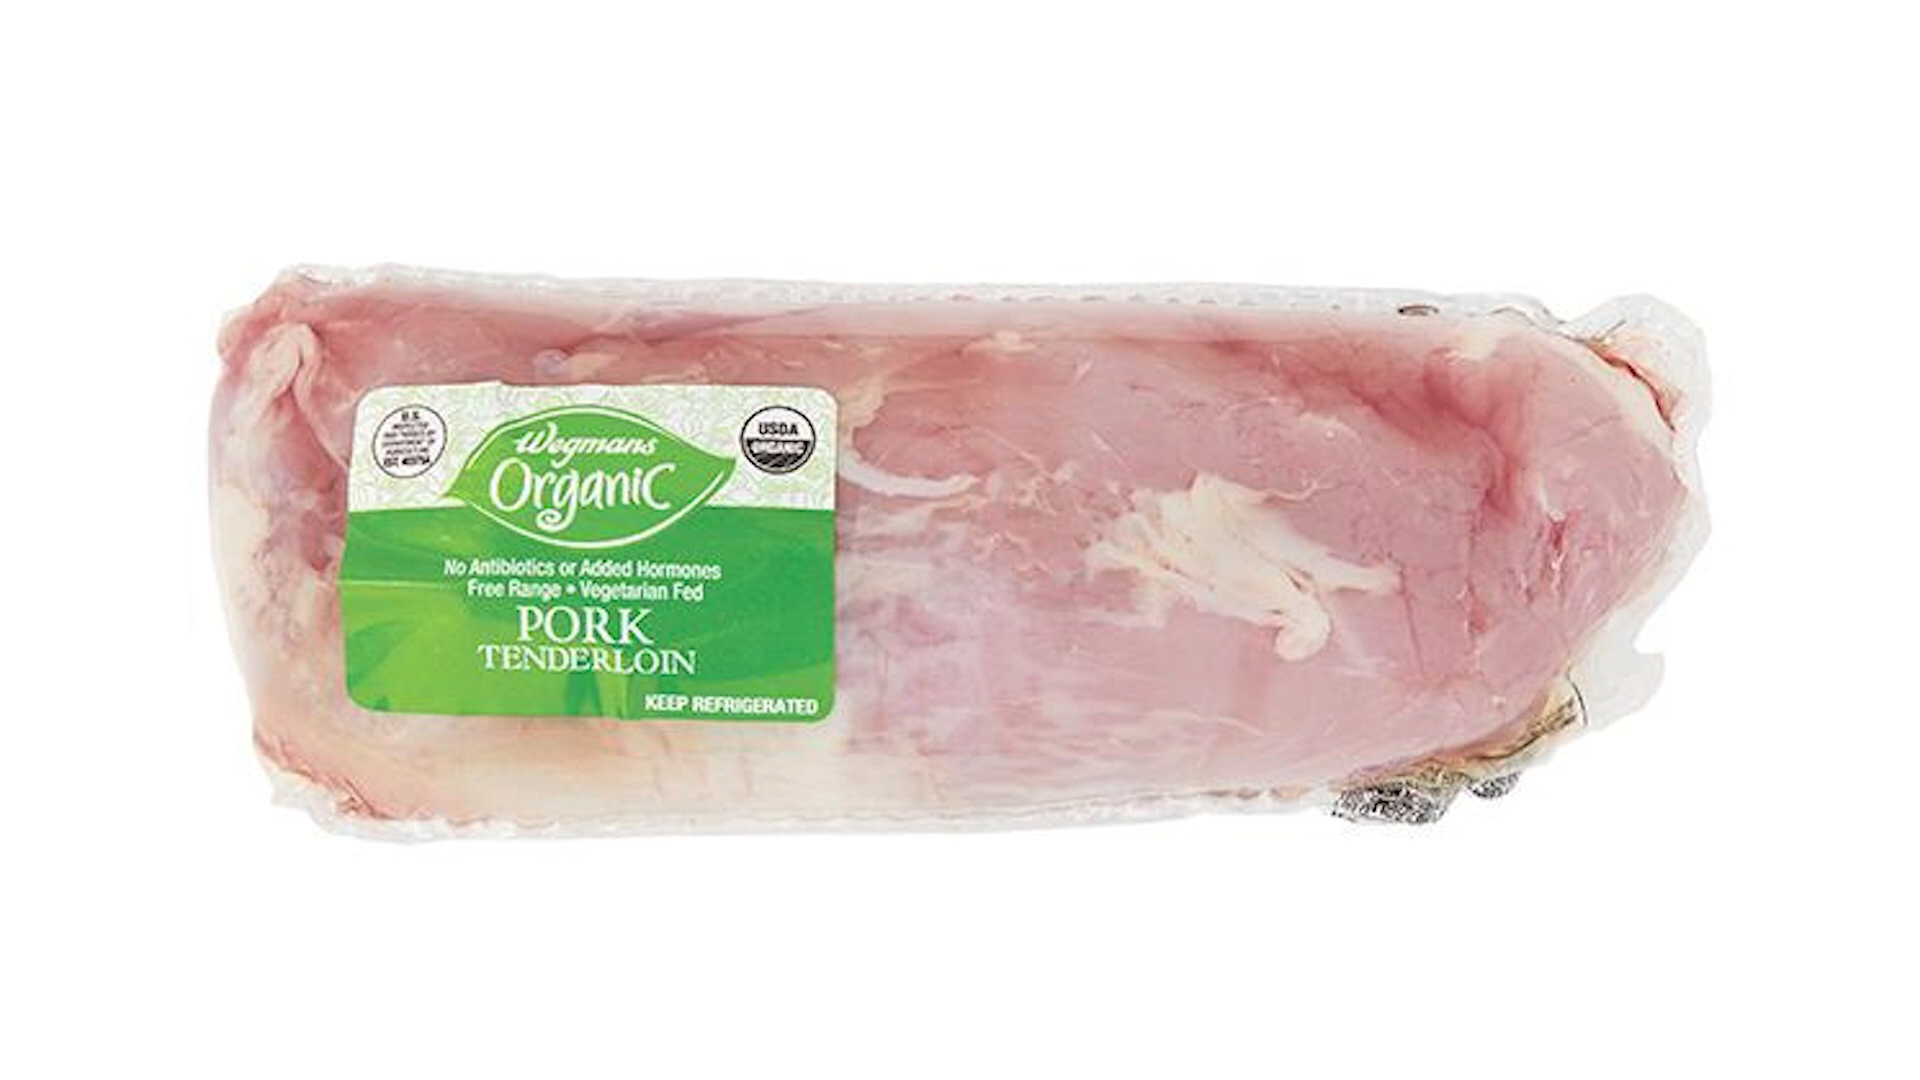 U.S.
Wegmans
Organic
USDA
ORGANIC
No Antibiotics or Added Hormones
Free Range • Vegetarian Fed
PORK
TENDERLOIN
KEEP REFRIGERATED